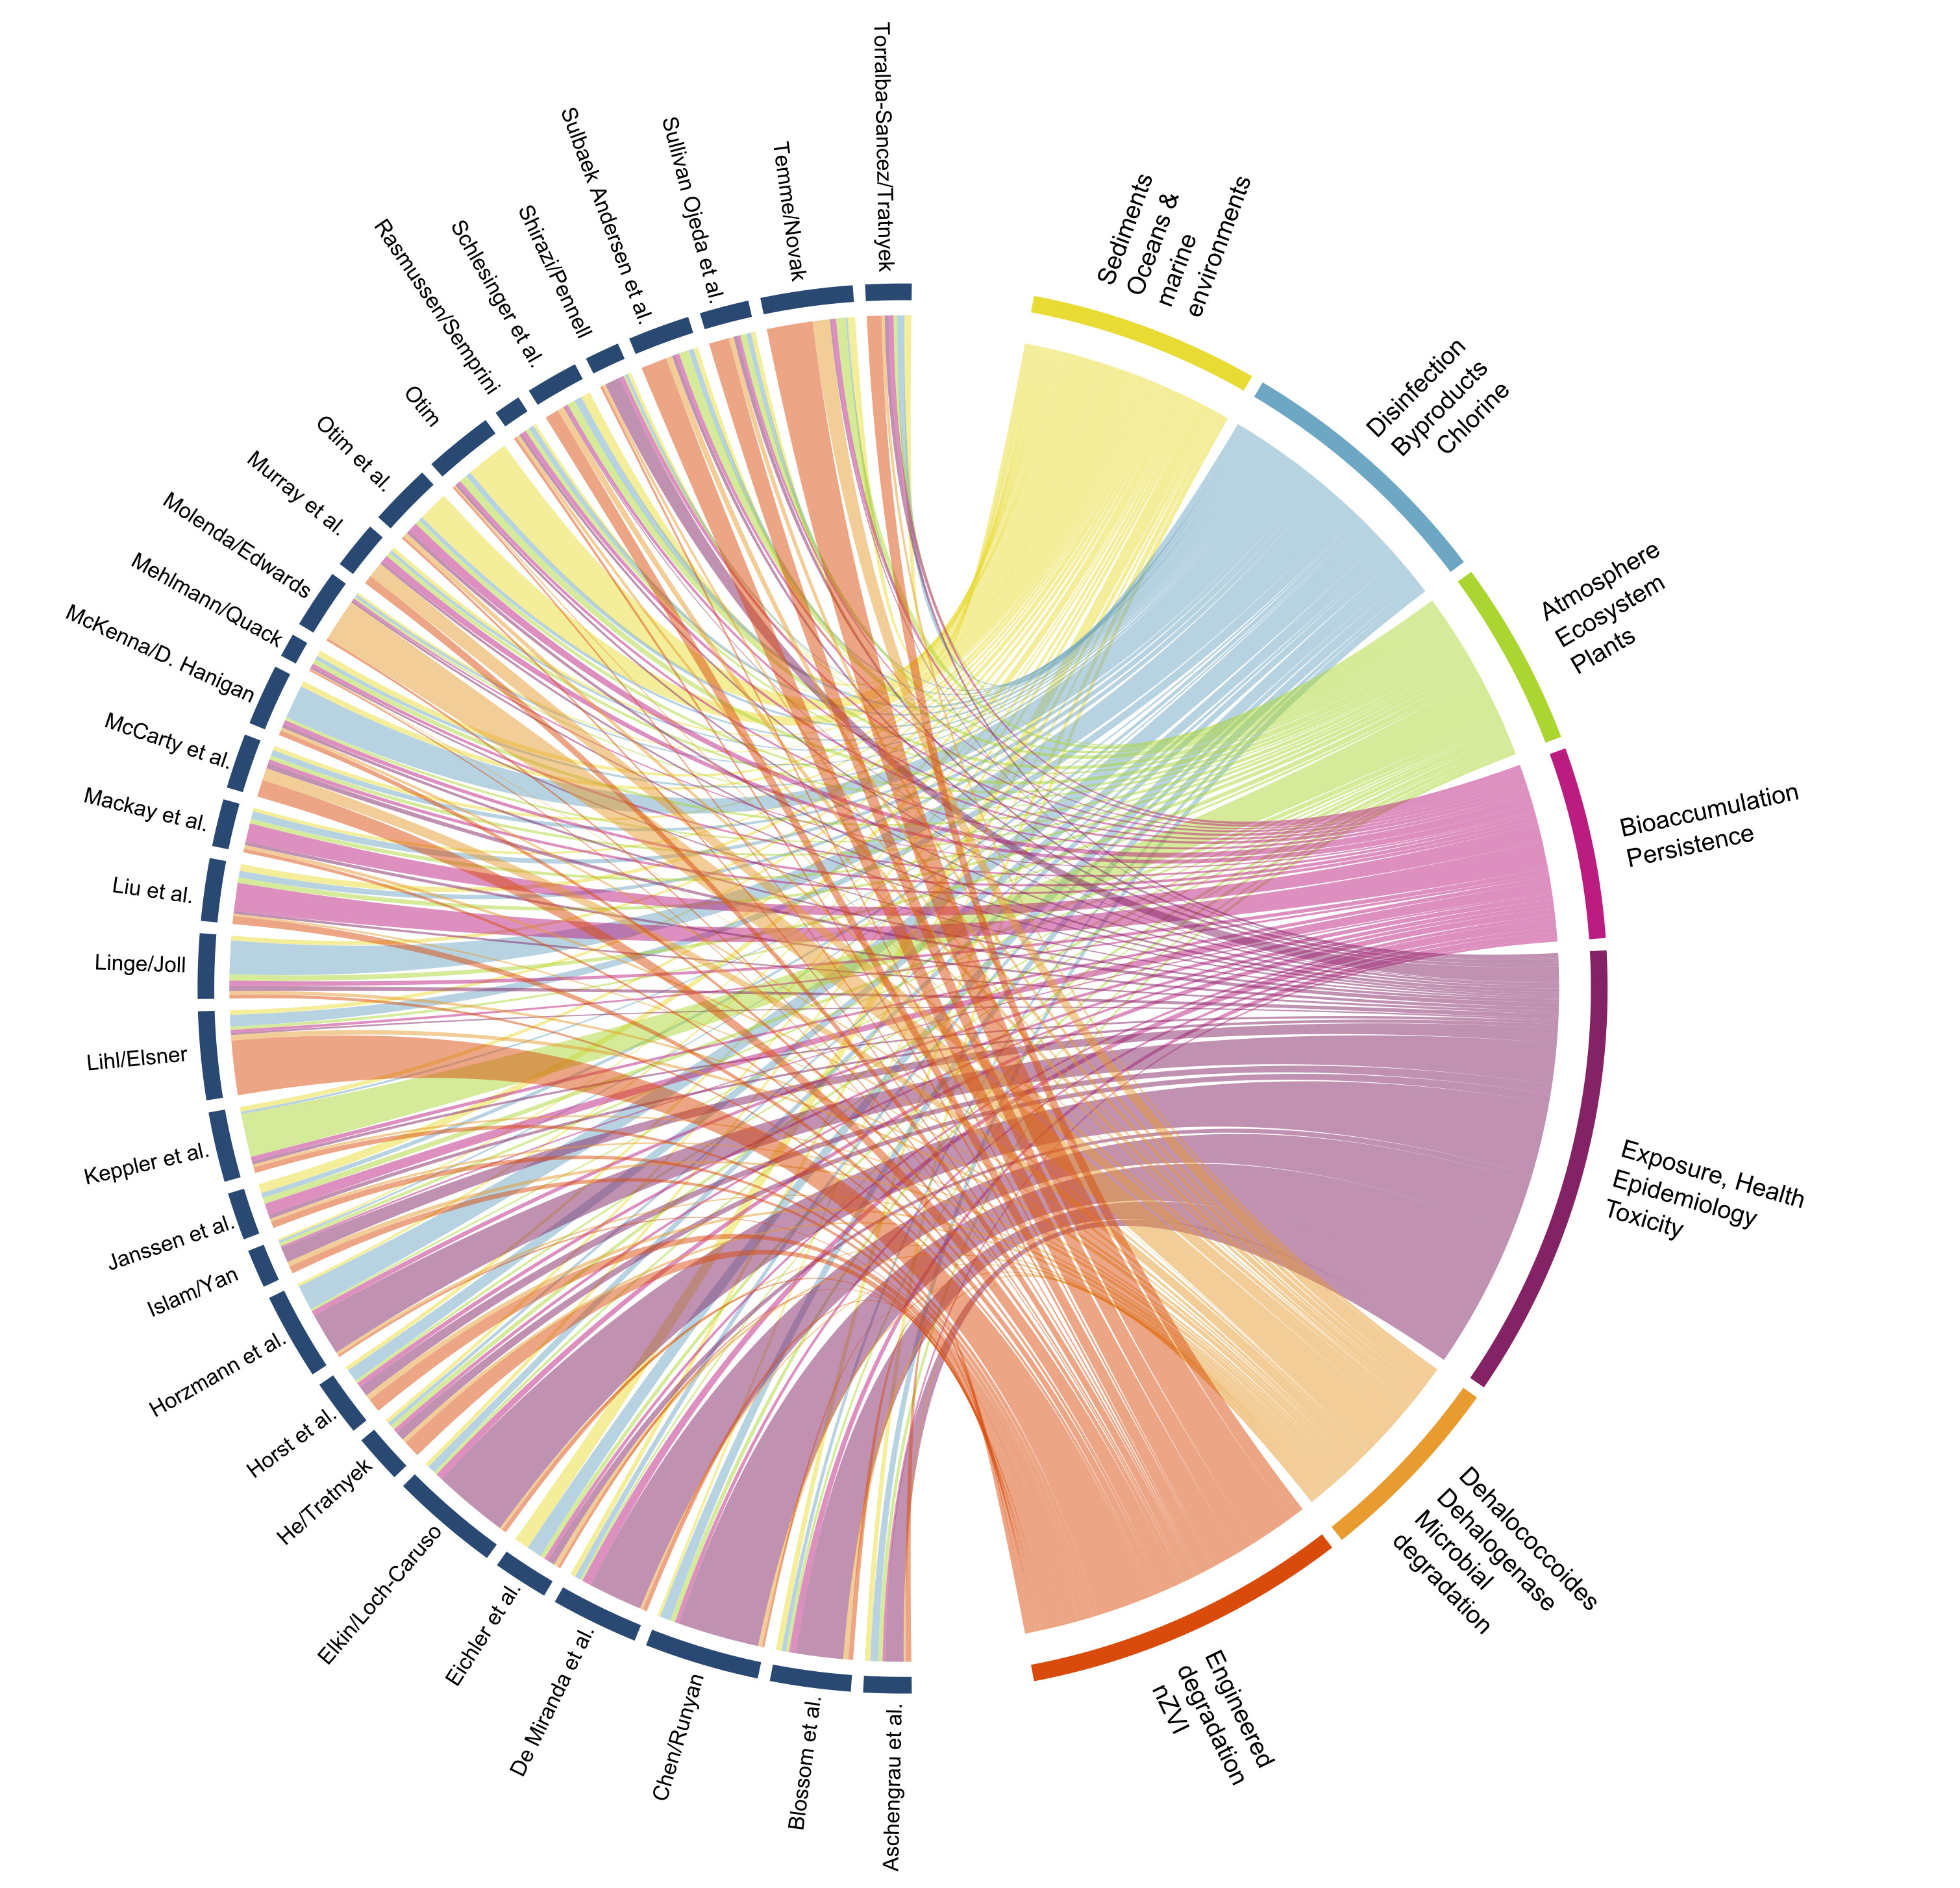 Torralba-Sancez/Tratnyek
Temme/Novak
Sullivan Ojeda et al.
Sulbaek Andersen et al.
Shirazi/Pennell
Schlesinger et al.
Rasmussen/Semprini
Otim
Otim et al.
Murray et al.
Molenda/Edwards
Mehlmann/Quack
McKenna/D. Hanigan
McCarty et al.
Mackay et al.
Liu et al.
Linge/Joll
Lihl/Elsner
Keppler et al.
Janssen et al.
Islam/Yan
Horzmann et al.
Horst et al.
He/Tratnyek
Elkin/Loch-Caruso
Eichler et al.
De Miranda et al.
Chen/Runyan
Blossom et al.
Aschengrau et al.
Sediments
Oceans &
marine
environments
Disinfection
Byproducts
Chlorine
Atmosphere
Ecosystem
Plants
Bioaccumulation
Persistence
Exposure, Health
Epidemiology
Toxicity
Dehalococcoides
Dehalogenase
Microbial
degradation
Engineered
degradation
nZVI